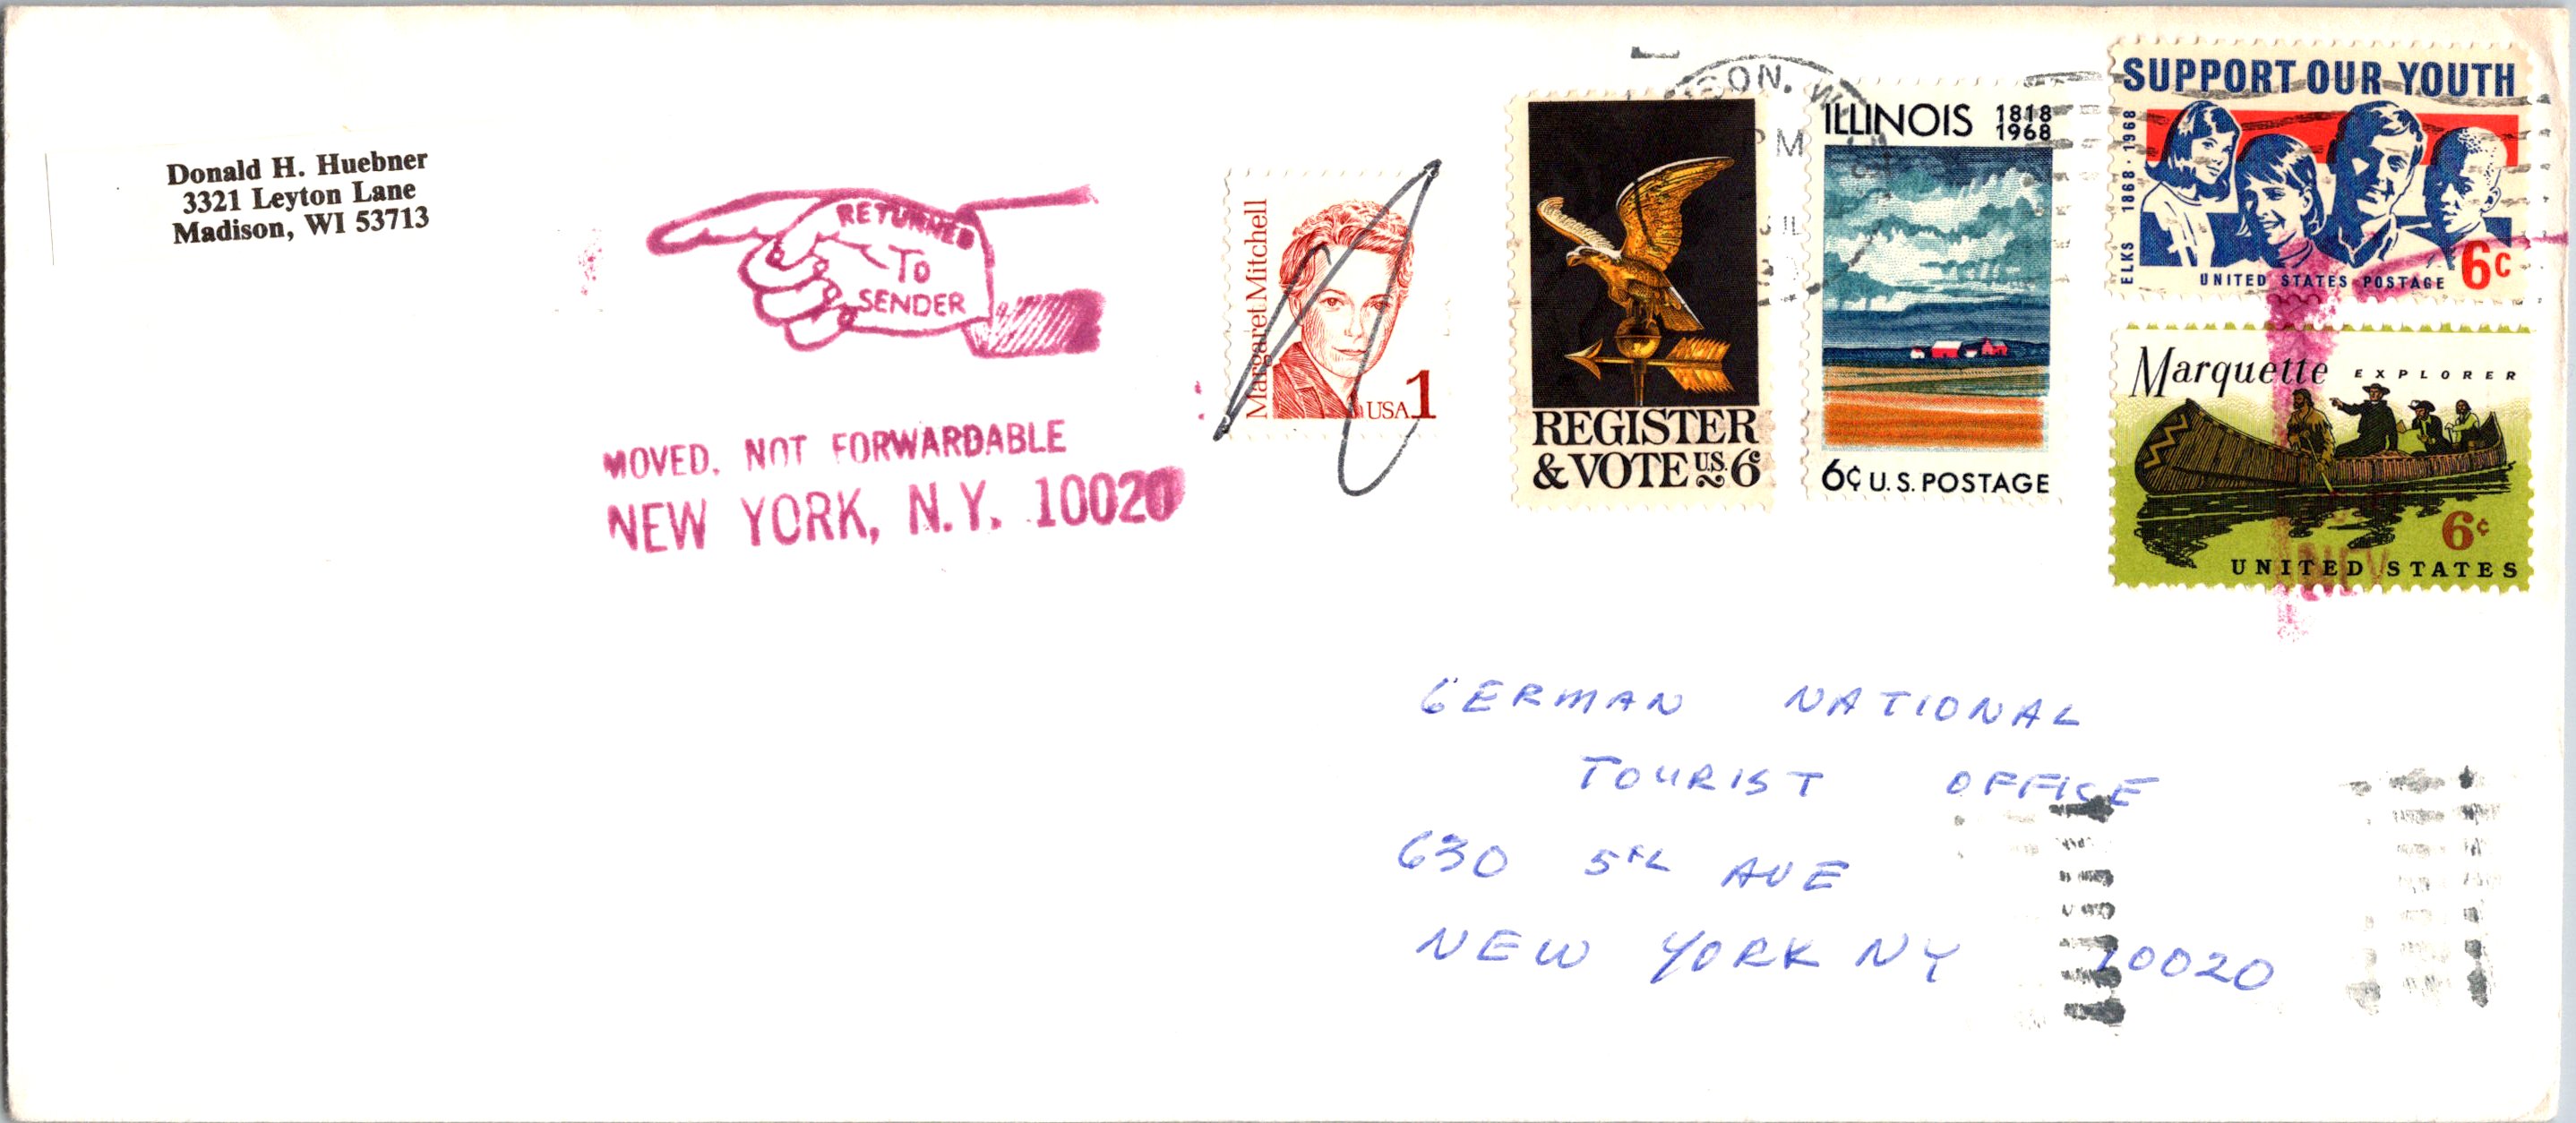 Donald H. Huebner
3321 Leyton Lane
Madison, WI 53713
RETURNED
TO
SENDER
MOVED, NOT FORWARDABLE
NEW YORK, N.Y. 10020
Margaret Mitchell
USA 1
PM
REGISTER
& VOTE U.S. 6c
ILLINOIS 1818
1968
6¢ U.S. POSTAGE
SUPPORT OUR YOUTH
ELKS 1868·1968
UNITED STATES POSTAGE 6c
Marquette EXPLORER
6c
UNITED STATES
GERMAN NATIONAL
TOURIST OFFICE
630 5th AVE
NEW YORK NY 10020